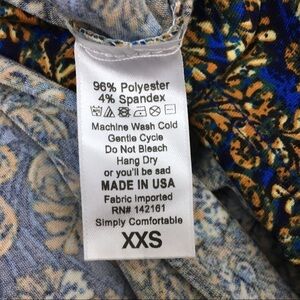 96% Polyester
4% Spandex
Machine Wash Cold
Gentle Cycle
Do Not Bleach
Hang Dry
or you'll be sad
MADE IN USA
Fabric Imported
RN# 142161
Simply Comfortable
XXS